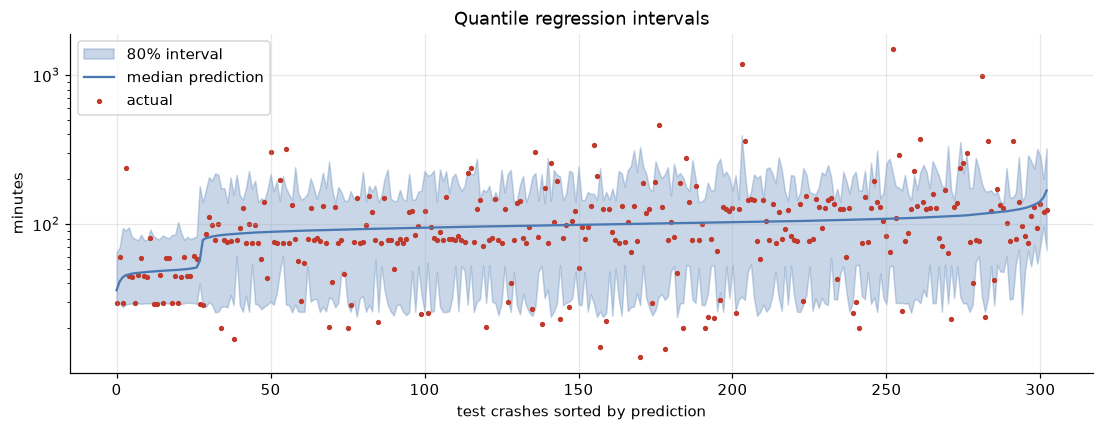 Quantile regression intervals
80% interval
median prediction
actual
minutes
10³
10²
0 50 100 150 200 250 300
test crashes sorted by prediction